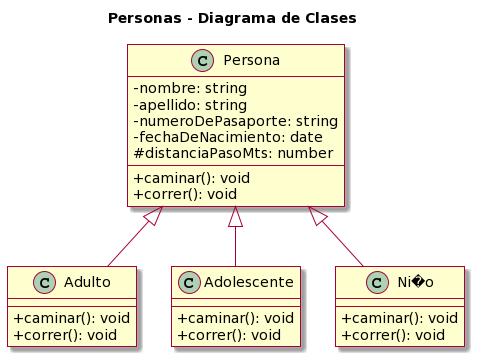 Personas - Diagrama de Clases
C Persona
-nombre: string
-apellido: string
-numeroDePasaporte: string
-fechaDeNacimiento: date
#distanciaPasoMts: number
+caminar(): void
+correr(): void
C Adulto
+caminar(): void
+correr(): void
C Adolescente
+caminar(): void
+correr(): void
C Ni�o
+caminar(): void
+correr(): void